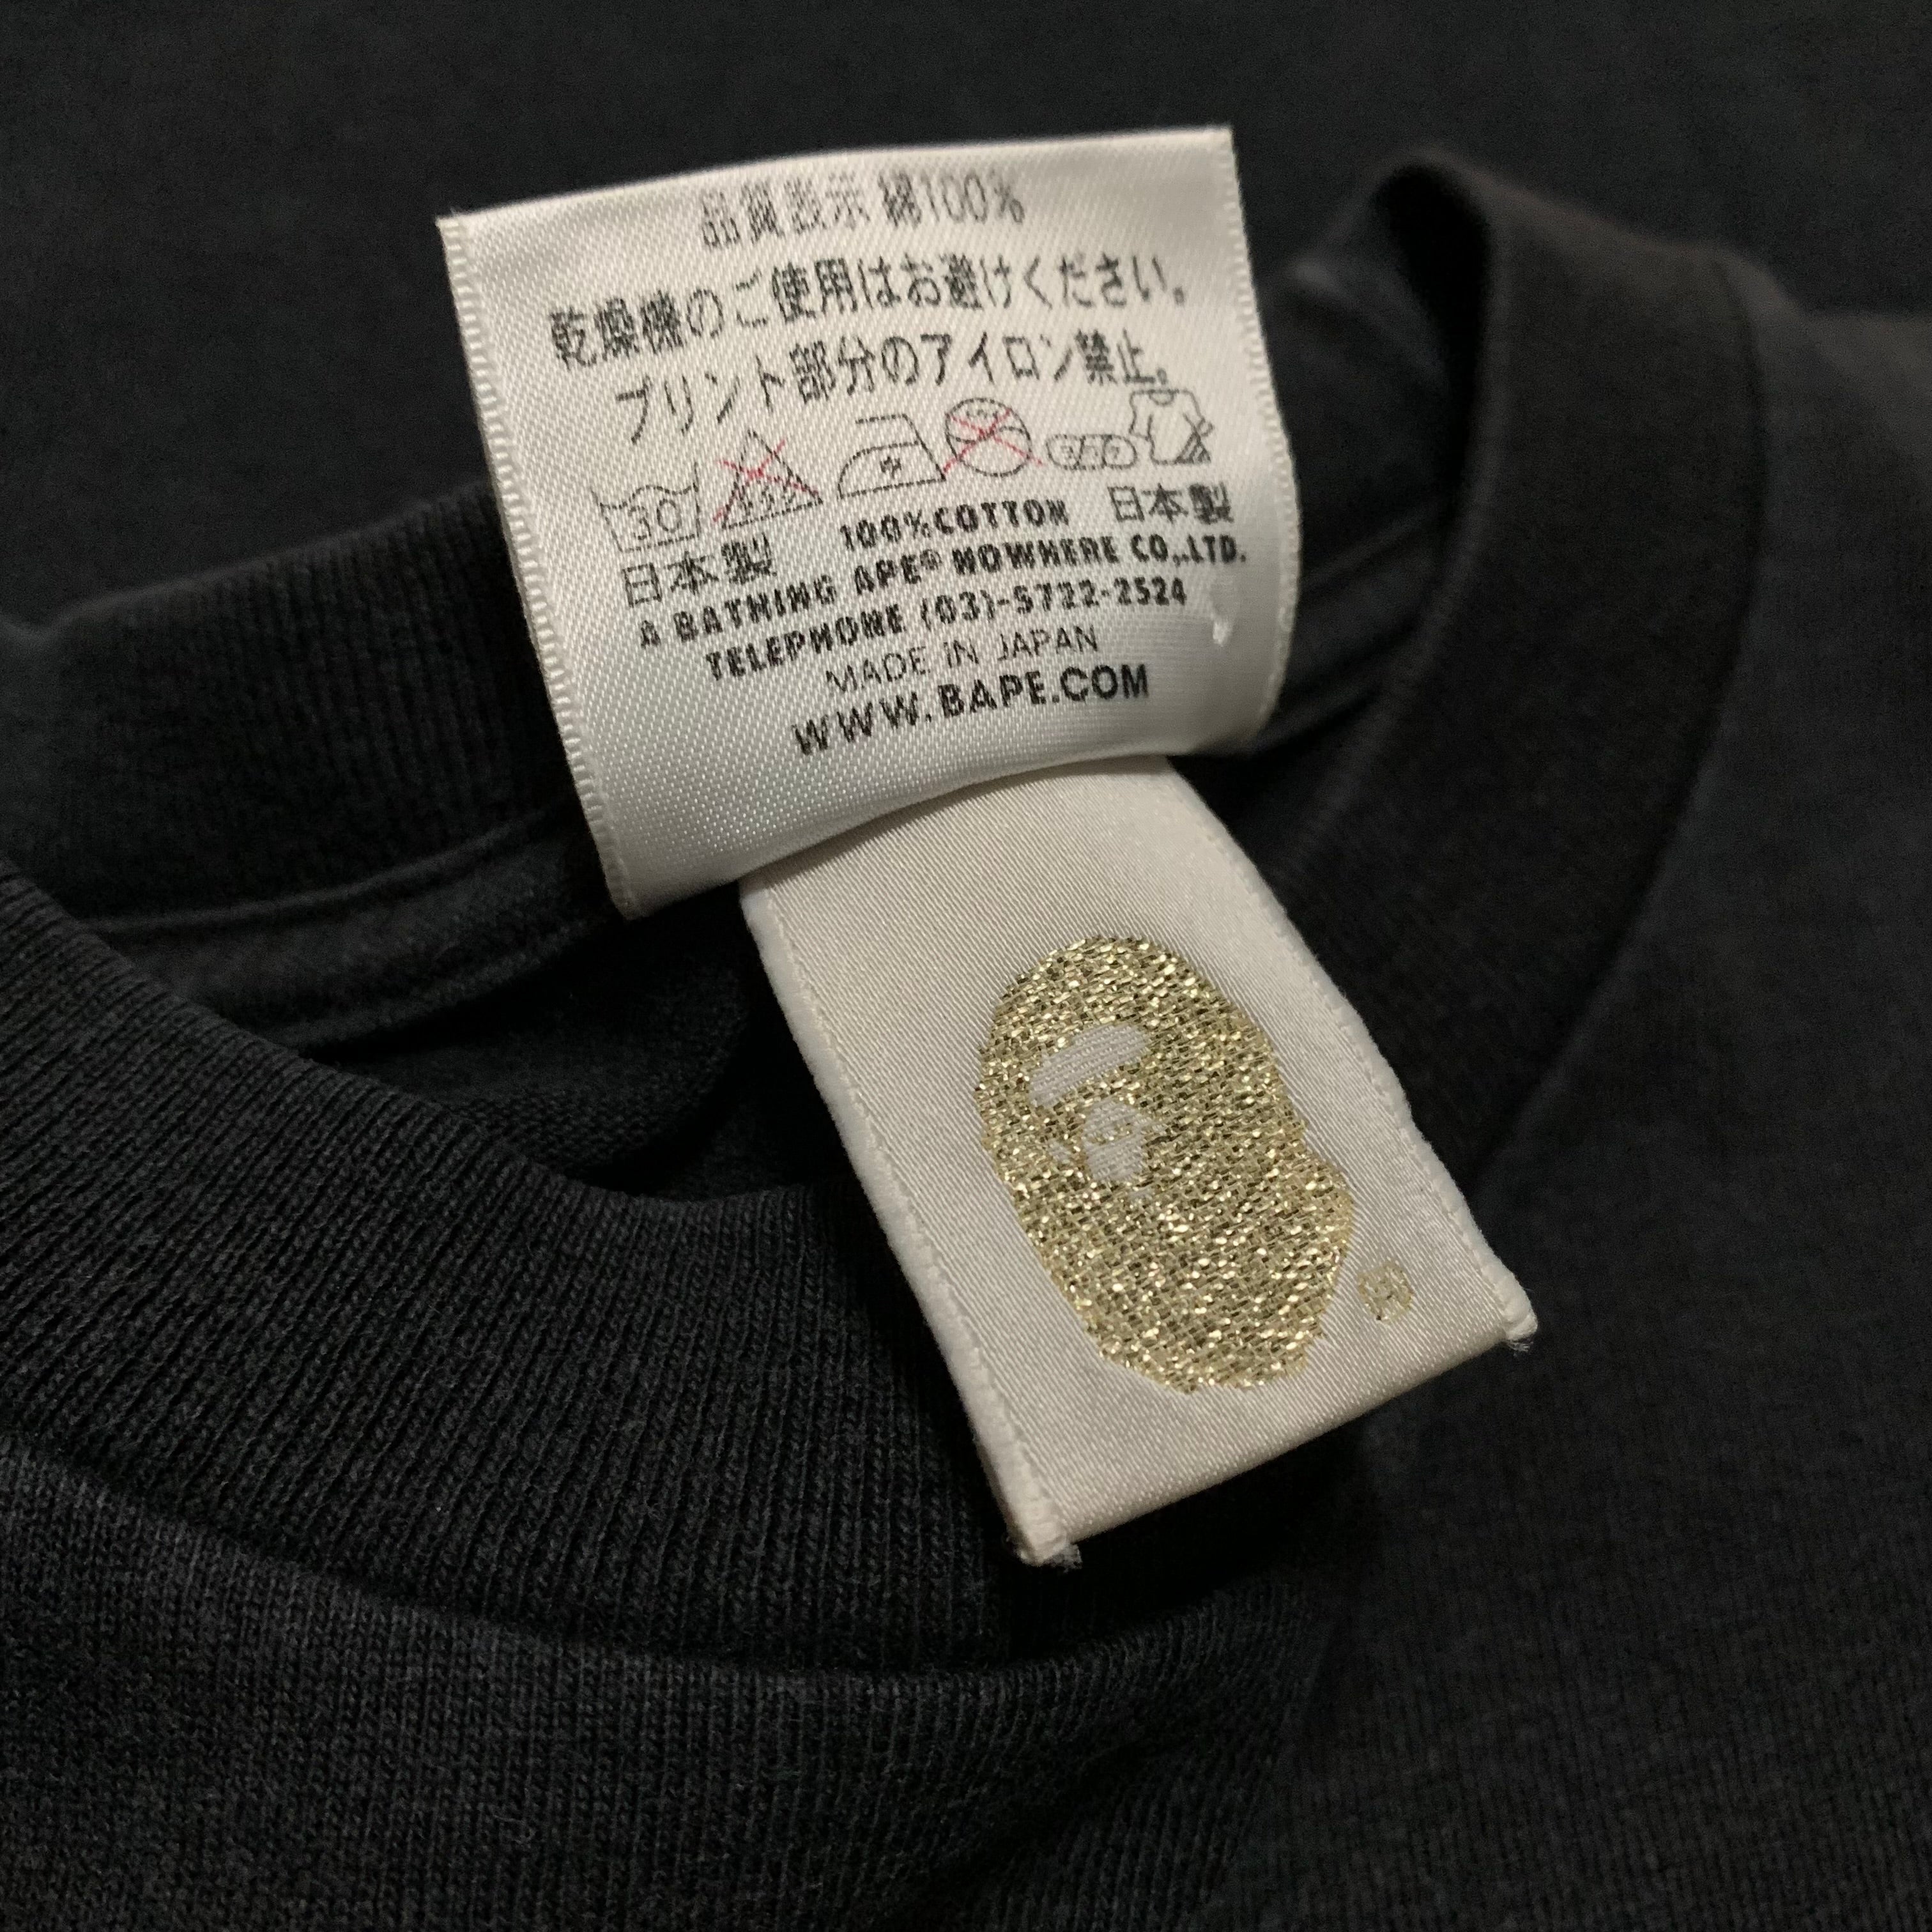 品質表示 綿100%
乾燥機のご使用はお避けください。
プリント部分のアイロン禁止。
30 中
100%COTTON 日本製
日本製
A BATHING APE® NOWHERE CO,.LTD.
TELEPHONE (03)-5722-2524
MADE IN JAPAN
WWW.BAPE.COM
®